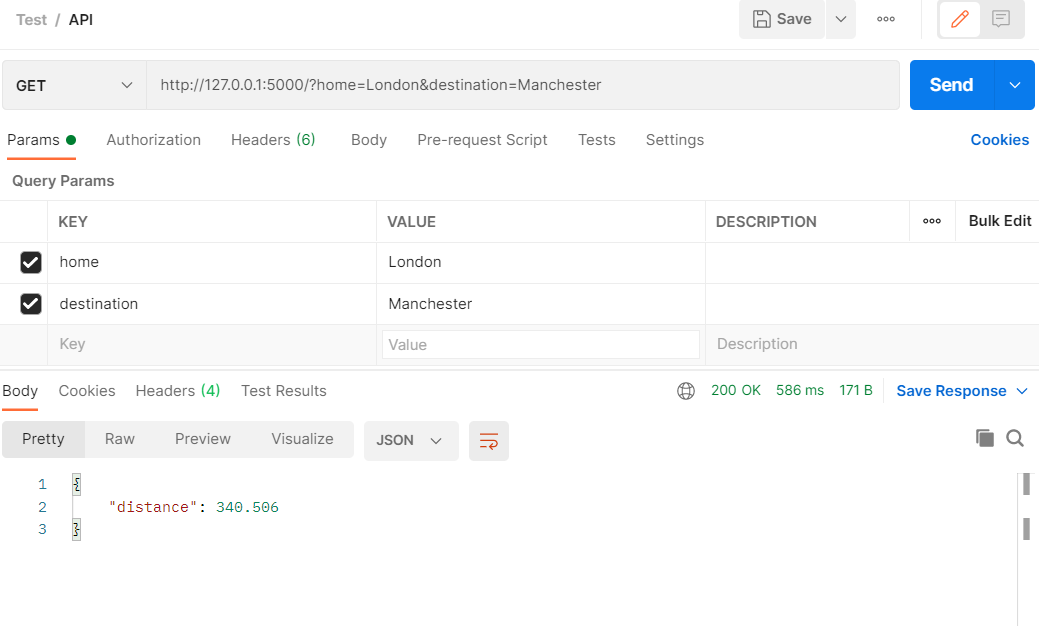 Test / API
Save
GET
http://127.0.0.1:5000/?home=London&destination=Manchester
Send
Params Authorization Headers (6) Body Pre-request Script Tests Settings Cookies
Query Params
KEY VALUE DESCRIPTION Bulk Edit
home London
destination Manchester
Key Value Description
Body Cookies Headers (4) Test Results 200 OK 586 ms 171 B Save Response
Pretty Raw Preview Visualize JSON
1 {
2 "distance": 340.506
3 }